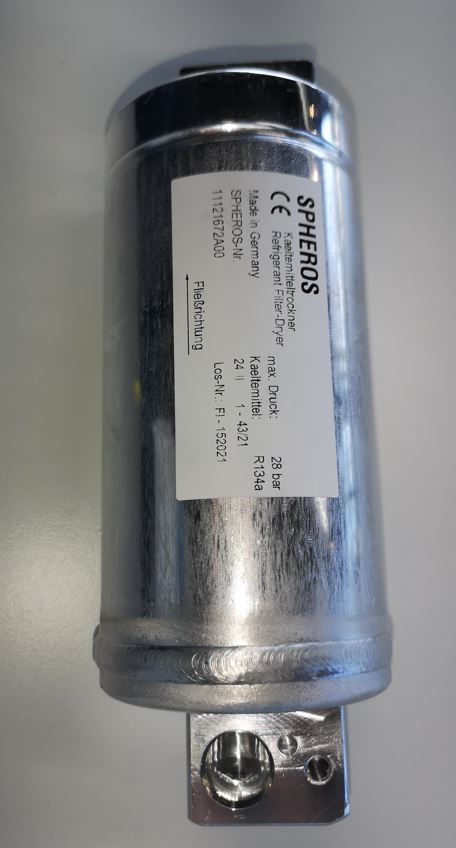 SPHEROS
CE
Kaeltemitteltrockner
Refrigerant Filter-Dryer
Made in Germany
SPHEROS-Nr.
11121672A00
max. Druck: 28 bar
Kaeltemittel: R134a
24 II 1 - 43/21
Los-Nr.: FI - 152021
Fließrichtung